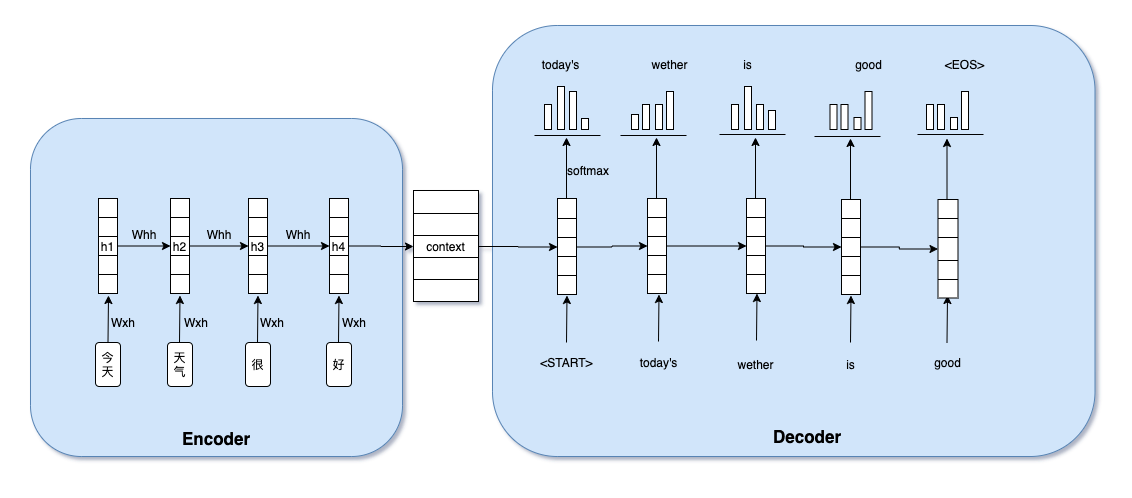 today's wether is good <EOS>
softmax
Whh Whh Whh
h1 h2 h3 h4 context
Wxh Wxh Wxh Wxh
今
天
天
气
很
好
<START> today's wether is good
Encoder
Decoder